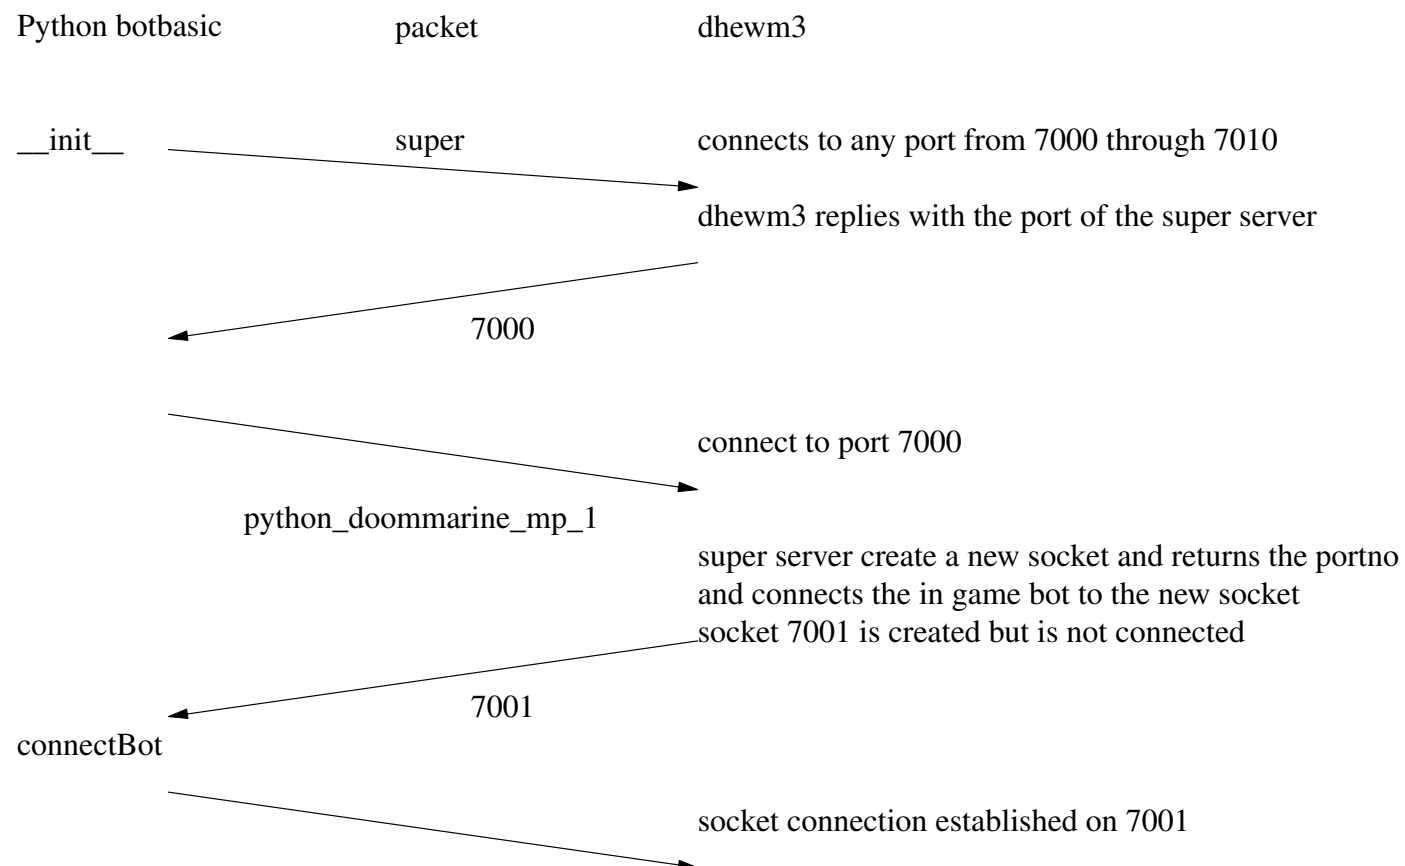 Python botbasic packet dhewm3
__init__ super connects to any port from 7000 through 7010
dhewm3 replies with the port of the super server
7000
connect to port 7000
python_doommarine_mp_1
super server create a new socket and returns the portno
and connects the in game bot to the new socket
socket 7001 is created but is not connected
7001
connectBot
socket connection established on 7001